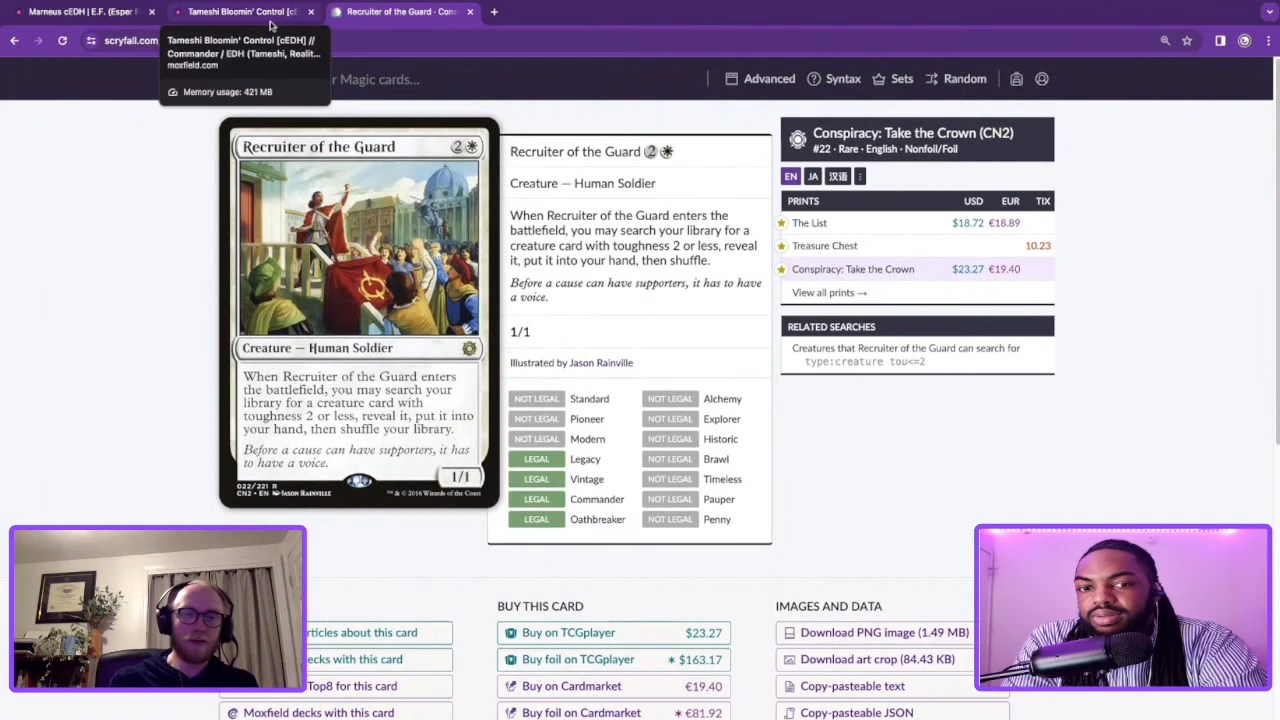 Marneus cEDH | E.F. (Esper F
Tameshi Bloomin' Control [cE
Recruiter of the Guard · Cons
scryfall.com
Tameshi Bloomin' Control [cEDH] //
Commander / EDH (Tameshi, Realit...
moxfield.com
Memory usage: 421 MB
r Magic cards...
Advanced
Syntax
Sets
Random
Recruiter of the Guard 2
Creature — Human Soldier
When Recruiter of the Guard enters
the battlefield, you may search your
library for a creature card with
toughness 2 or less, reveal it, put it into
your hand, then shuffle your library.
Before a cause can have supporters, it has
to have a voice.
1/1
022/221 R
CN2 • EN JASON RAINVILLE
™ & © 2016 Wizards of the Coast
Recruiter of the Guard 2
Creature — Human Soldier
When Recruiter of the Guard enters the
battlefield, you may search your library for a
creature card with toughness 2 or less, reveal
it, put it into your hand, then shuffle.
Before a cause can have supporters, it has to have
a voice.
1/1
Illustrated by Jason Rainville
NOT LEGAL Standard NOT LEGAL Alchemy
NOT LEGAL Pioneer NOT LEGAL Explorer
NOT LEGAL Modern NOT LEGAL Historic
LEGAL Legacy NOT LEGAL Brawl
LEGAL Vintage NOT LEGAL Timeless
LEGAL Commander NOT LEGAL Pauper
LEGAL Oathbreaker NOT LEGAL Penny
Conspiracy: Take the Crown (CN2)
#22 · Rare · English · Nonfoil/Foil
EN JA 汉语
PRINTS USD EUR TIX
The List $18.72 €18.89
Treasure Chest 10.23
Conspiracy: Take the Crown $23.27 €19.40
View all prints →
RELATED SEARCHES
Creatures that Recruiter of the Guard can search for
type:creature tou<=2
rticles about this card
ecks with this card
Top8 for this card
Moxfield decks with this card
BUY THIS CARD
Buy on TCGplayer $23.27
Buy foil on TCGplayer ✶ $163.17
Buy on Cardmarket €19.40
Buy foil on Cardmarket ✶ €81.92
IMAGES AND DATA
Download PNG image (1.49 MB)
Download art crop (84.43 KB)
Copy-pasteable text
Copy-pasteable JSON